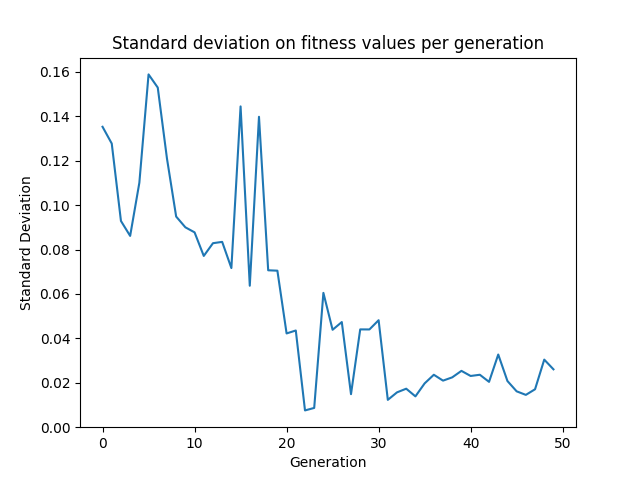 Standard deviation on fitness values per generation
0.16
0.14
0.12
0.10
0.08
0.06
0.04
0.02
0.00
Standard Deviation
0 10 20 30 40 50
Generation